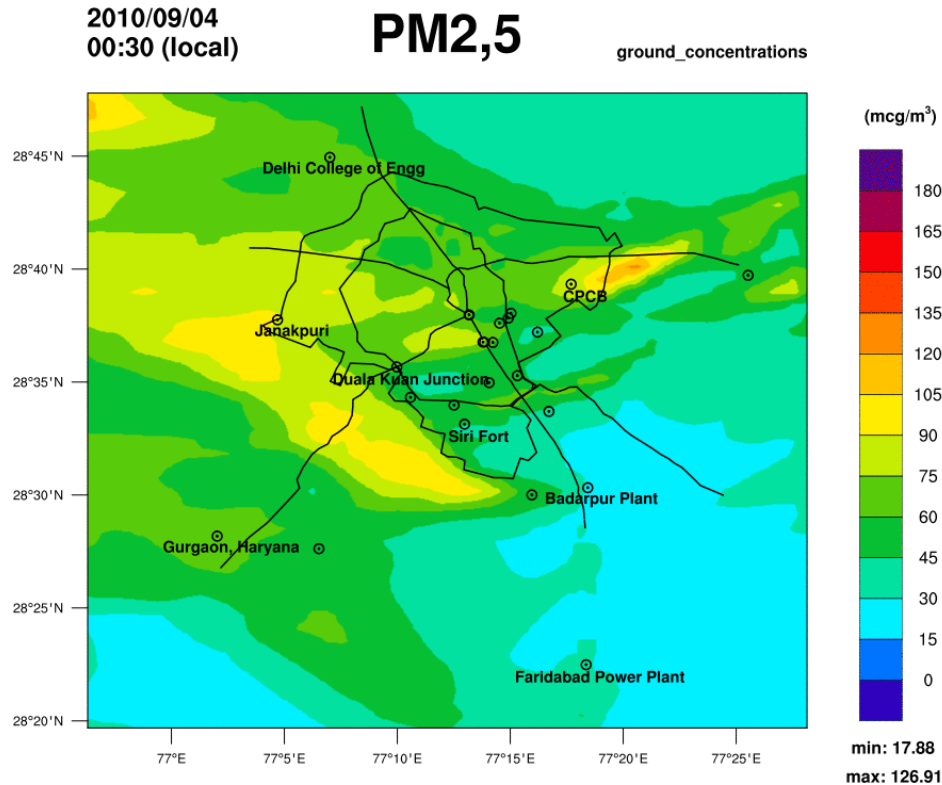 2010/09/04
00:30 (local)
PM2,5
ground_concentrations
(mcg/m³)
28°45'N
28°40'N
28°35'N
28°30'N
28°25'N
28°20'N
Delhi College of Engg
CPCB
Janakpuri
Duala Kuan Junction
Siri Fort
Badarpur Plant
Gurgaon, Haryana
Faridabad Power Plant
77°E
77°5'E
77°10'E
77°15'E
77°20'E
77°25'E
180
165
150
135
120
105
90
75
60
45
30
15
0
min: 17.88
max: 126.91